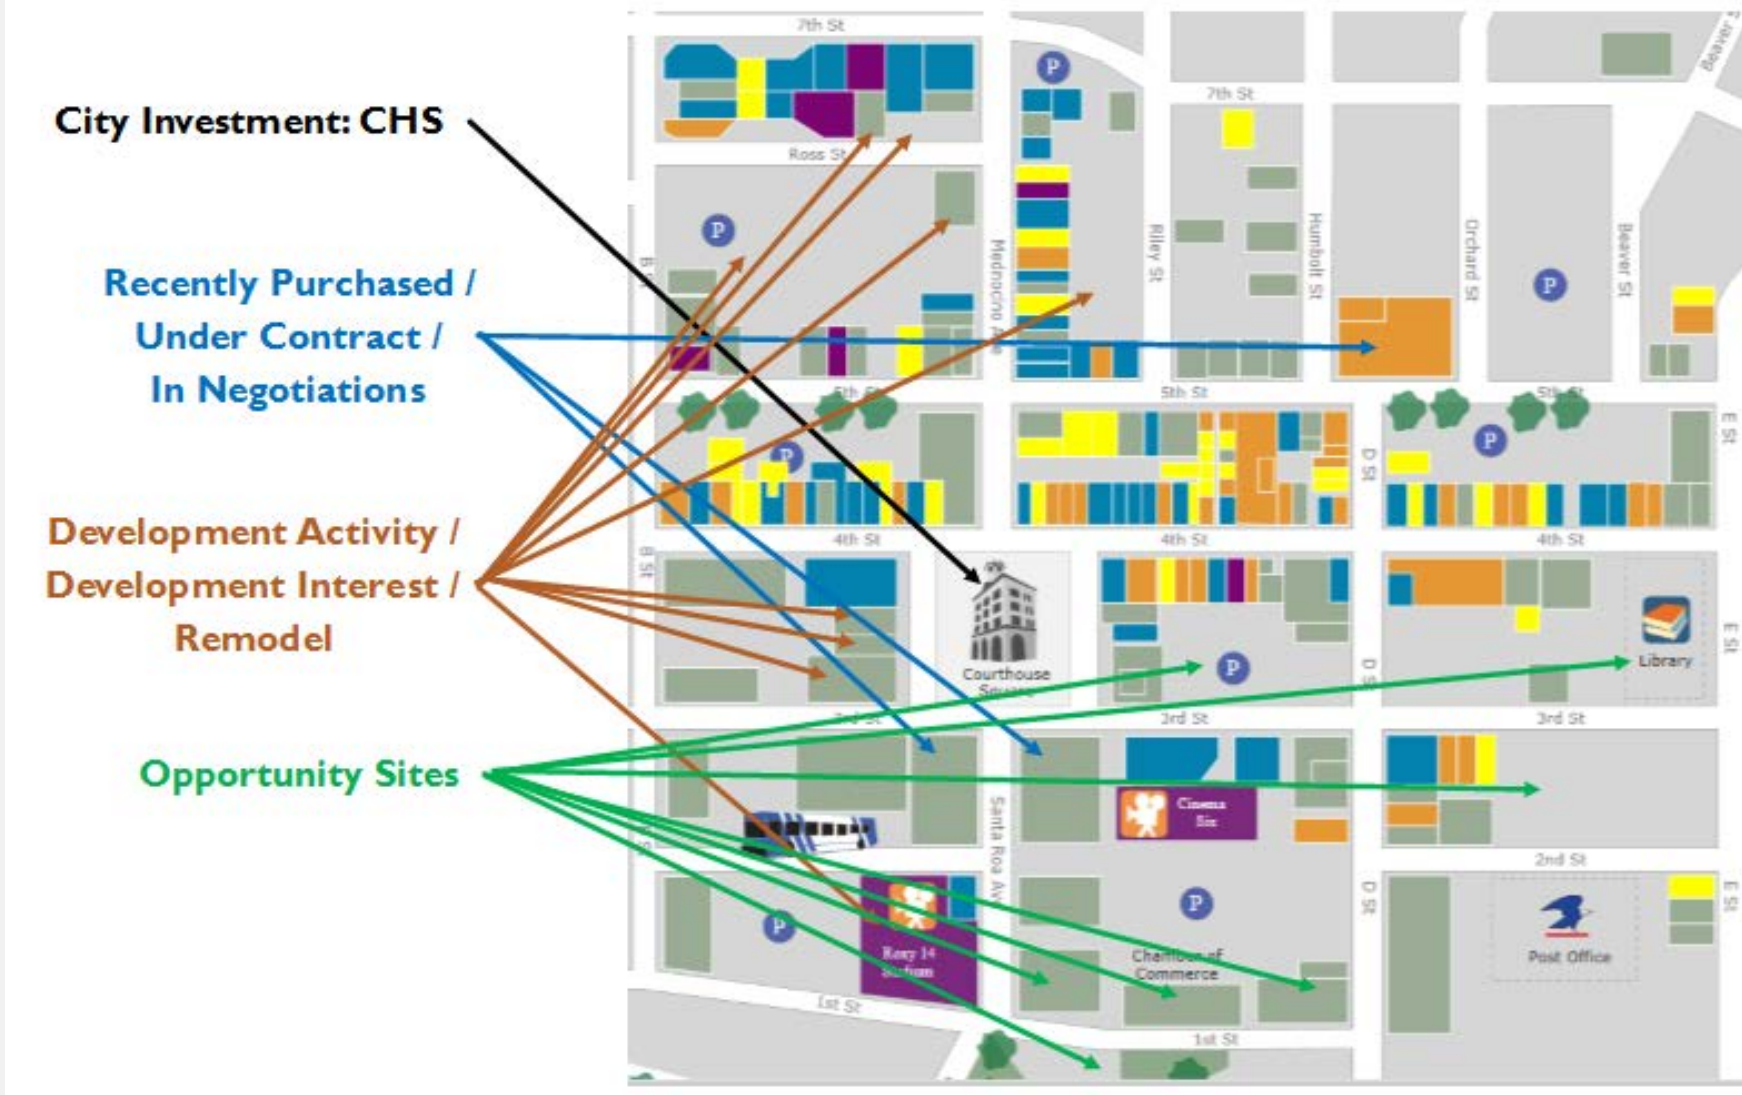 7th St
City Investment: CHS
P
7th St
Beaver S
Ross St
P
Recently Purchased /
Under Contract /
In Negotiations
B
Mednocino Ave
Riley St
Humbolt St
Orchard St
Beaver St
P
5th St
5th St
5th St
P
P
D St
E St
Development Activity /
Development Interest /
Remodel
4th St
4th St
4th St
B St
Courthouse
Square
P
D St
Library
E St
3rd St
3rd St
3rd St
Opportunity Sites
Cinema
Six
Santa Roa Ave
2nd St
P
Roxy 14
Stadium
P
Chamber of
Commerce
D St
Post Office
E St
1st St
1st St